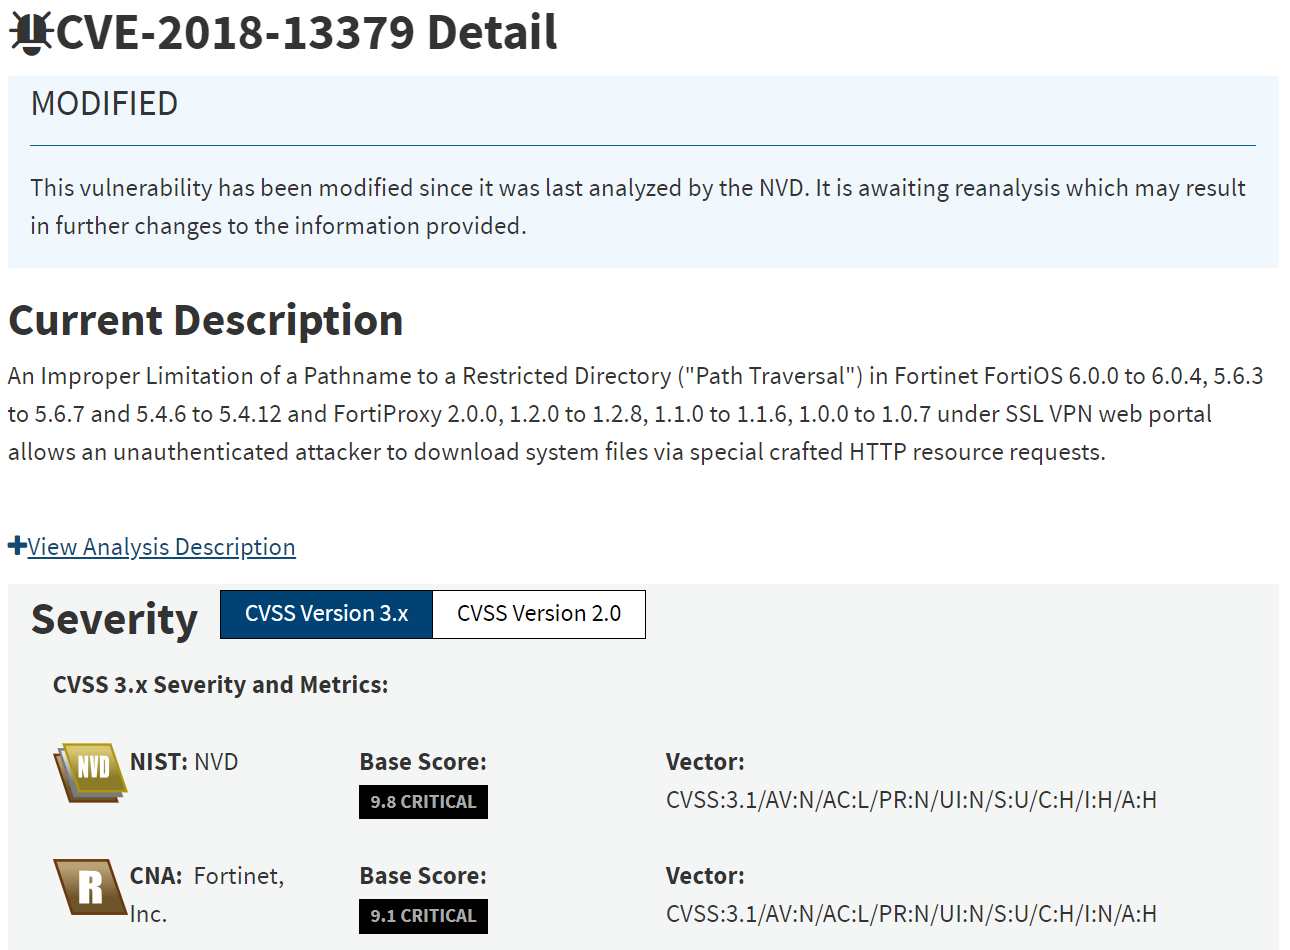 CVE-2018-13379 Detail
MODIFIED
This vulnerability has been modified since it was last analyzed by the NVD. It is awaiting reanalysis which may result
in further changes to the information provided.
Current Description
An Improper Limitation of a Pathname to a Restricted Directory ("Path Traversal") in Fortinet FortiOS 6.0.0 to 6.0.4, 5.6.3
to 5.6.7 and 5.4.6 to 5.4.12 and FortiProxy 2.0.0, 1.2.0 to 1.2.8, 1.1.0 to 1.1.6, 1.0.0 to 1.0.7 under SSL VPN web portal
allows an unauthenticated attacker to download system files via special crafted HTTP resource requests.
View Analysis Description
Severity CVSS Version 3.x CVSS Version 2.0
CVSS 3.x Severity and Metrics:
NVD NIST: NVD Base Score: Vector:
9.8 CRITICAL CVSS:3.1/AV:N/AC:L/PR:N/UI:N/S:U/C:H/I:H/A:H
R CNA: Fortinet, Base Score: Vector:
Inc. 9.1 CRITICAL CVSS:3.1/AV:N/AC:L/PR:N/UI:N/S:U/C:H/I:N/A:H